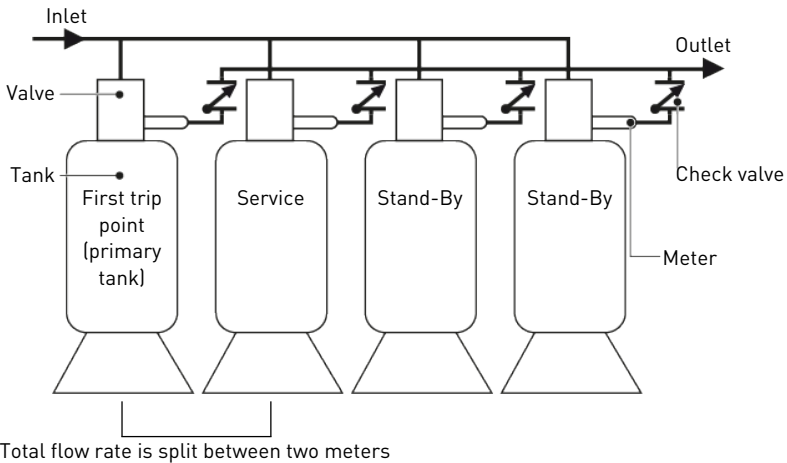 Inlet
Outlet
Valve
Tank
First trip
point
(primary
tank)
Service
Stand-By
Stand-By
Check valve
Meter
Total flow rate is split between two meters